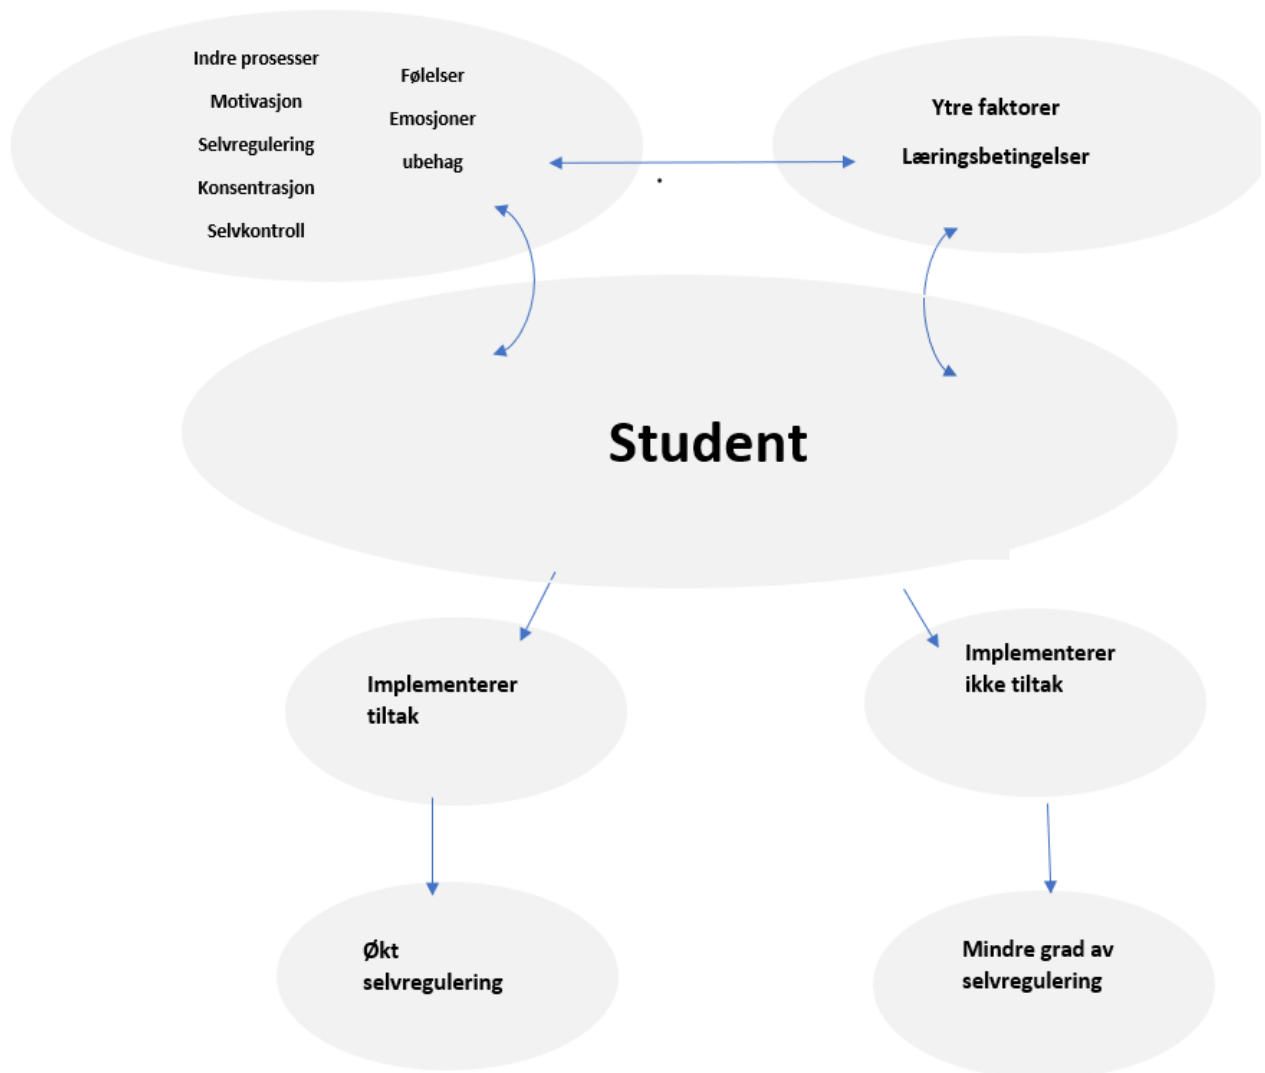 Indre prosesser
Motivasjon
Selvregulering
Konsentrasjon
Selvkontroll
Følelser
Emosjoner
ubehag
Ytre faktorer
Læringsbetingelser
Student
Implementerer
tiltak
Implementerer
ikke tiltak
Økt
selvregulering
Mindre grad av
selvregulering